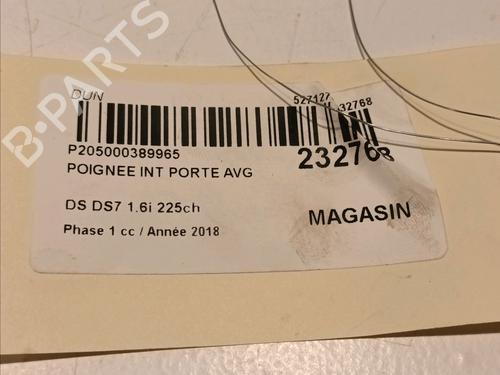 B-PARTS
DUN
527127
32768
P205000389965
232768
POIGNEE INT PORTE AVG
DS DS7 1.6i 225ch
MAGASIN
Phase 1 cc / Année 2018